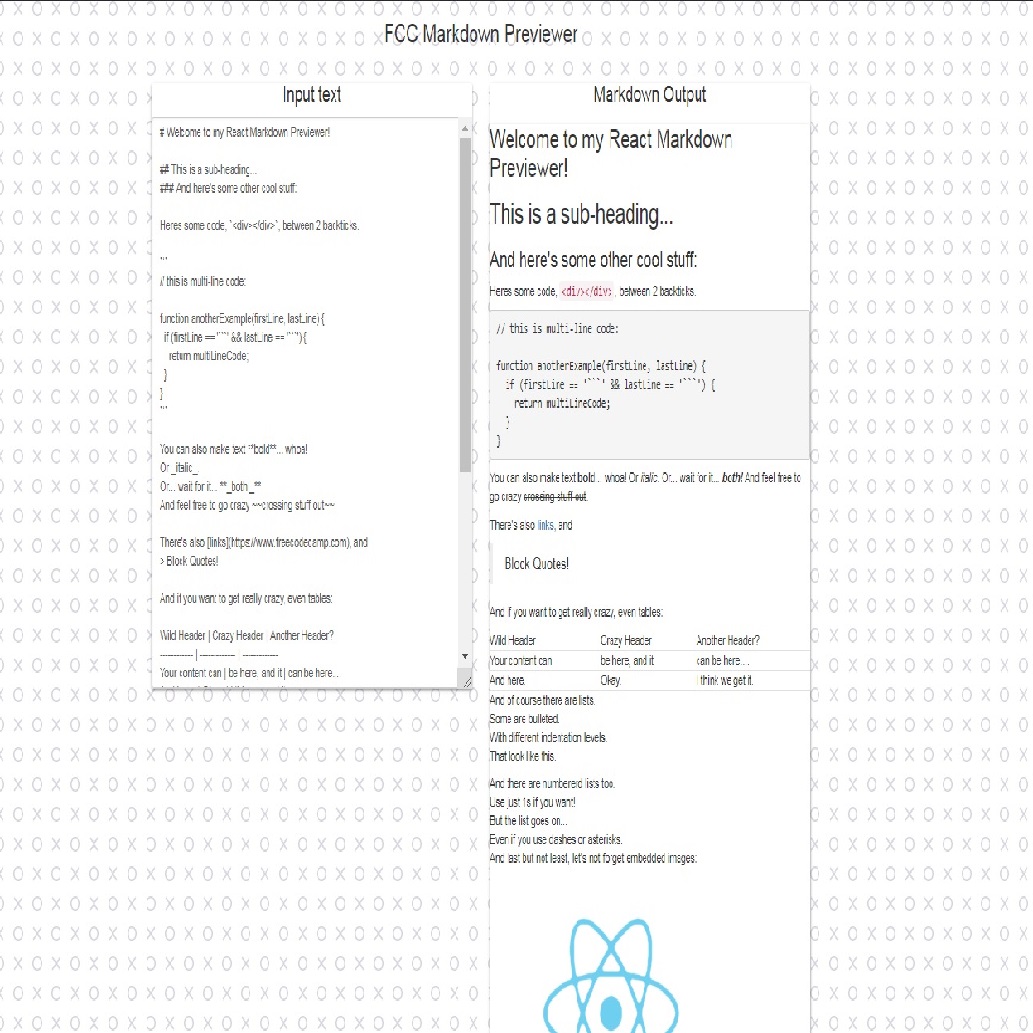 FCC Markdown Previewer
Input text
# Welcome to my React Markdown Previewer!
## This is a sub-heading...
### And here's some other cool stuff:
Heres some code, `<div></div>`, between 2 backticks.
```
// this is multi-line code:
function anotherExample(firstLine, lastLine) {
if (firstLine == '```' && lastLine == '```') {
return multiLineCode;
}
}
```
You can also make text **bold**... whoa!
Or _italic_.
Or... wait for it... **_both_**
And feel free to go crazy ~~crossing stuff out~~
There's also [links](https://www.freecodecamp.com), and
> Block Quotes!
And if you want to get really crazy, even tables:
Wild Header | Crazy Header | Another Header?
------------ | ------------- | -------------
Your content can | be here, and it | can be here...
Markdown Output
Welcome to my React Markdown
Previewer!
This is a sub-heading...
And here's some other cool stuff:
Heres some code, <div></div>, between 2 backticks.
// this is multi-line code:
function anotherExample(firstLine, lastLine) {
if (firstLine == '```' && lastLine == '```') {
return multiLineCode;
}
}
You can also make text bold... whoa! Or italic. Or... wait for it... both! And feel free to
go crazy crossing stuff out.
There's also links, and
Block Quotes!
And if you want to get really crazy, even tables:
Wild Header Crazy Header Another Header?
Your content can be here, and it can be here....
And here. Okay. I think we get it.
And of course there are lists.
Some are bulleted.
With different indentation levels.
That look like this.
And there are numbererd lists too.
Use just 1s if you want!
But the list goes on...
Even if you use dashes or asterisks.
And last but not least, let's not forget embedded images: